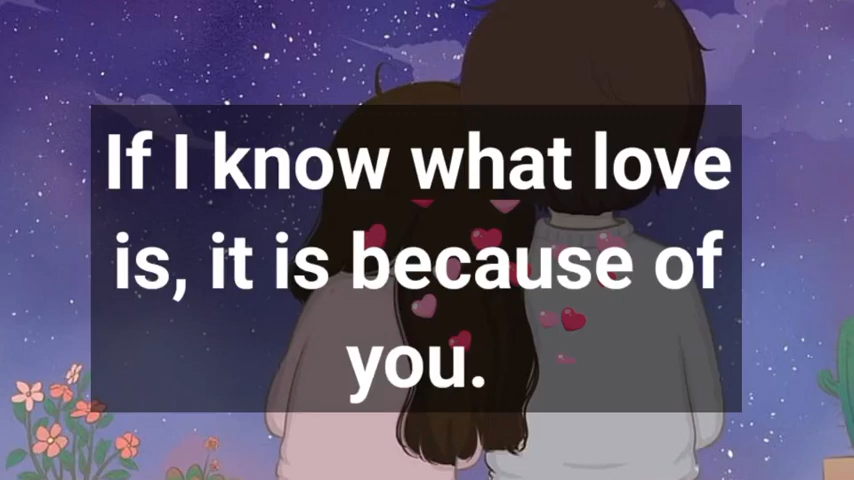 If I know what love
is, it is because of
you.